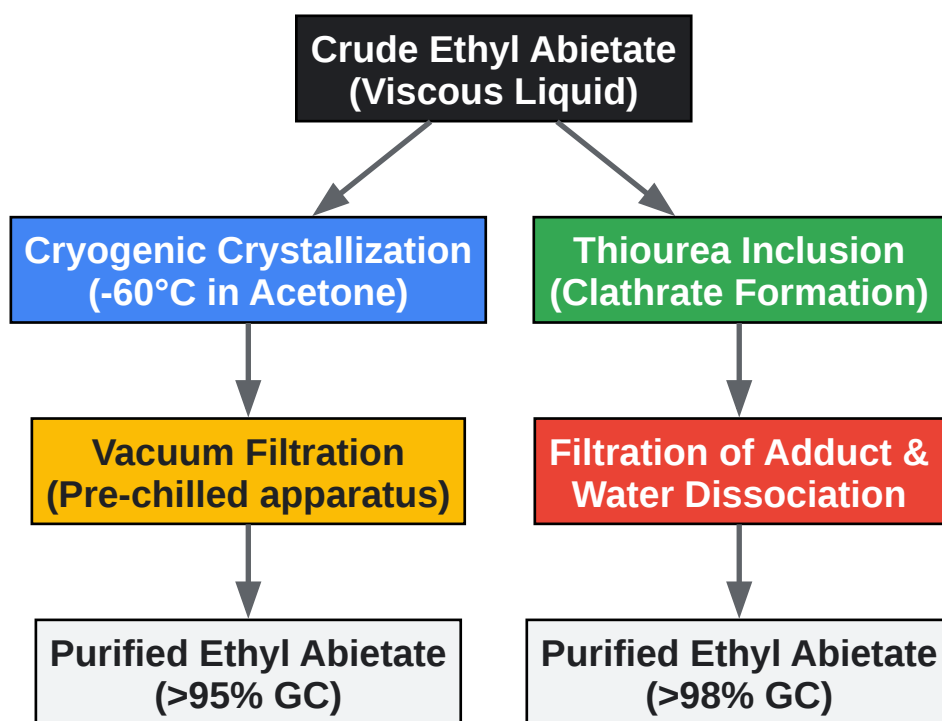 Crude Ethyl Abietate
(Viscous Liquid)
Cryogenic Crystallization
(-60°C in Acetone)
Thiourea Inclusion
(Clathrate Formation)
Vacuum Filtration
(Pre-chilled apparatus)
Filtration of Adduct &
Water Dissociation
Purified Ethyl Abietate
(>95% GC)
Purified Ethyl Abietate
(>98% GC)